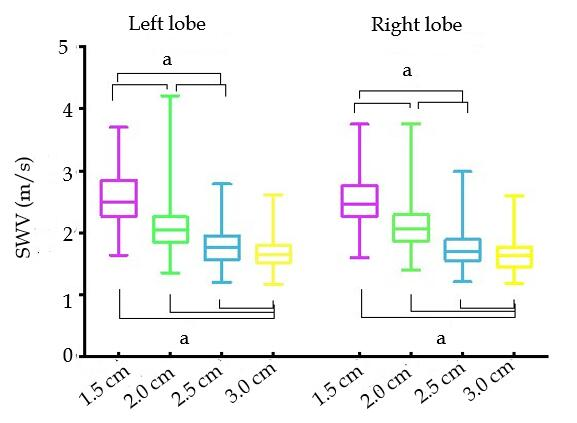 Left lobe
Right lobe
a
a
SWV (m/s)
5
4
3
2
1
0
a
a
1.5 cm
2.0 cm
2.5 cm
3.0 cm
1.5 cm
2.0 cm
2.5 cm
3.0 cm